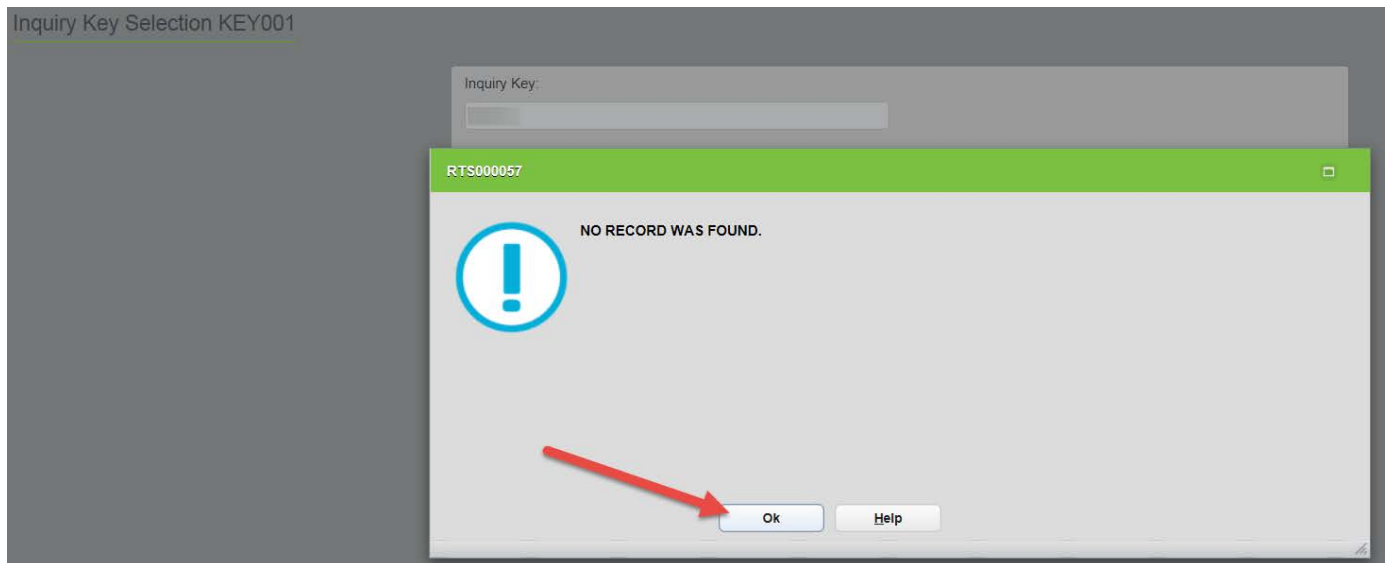 Inquiry Key Selection KEY001
Inquiry Key:
RTS000057
NO RECORD WAS FOUND.
Ok Help